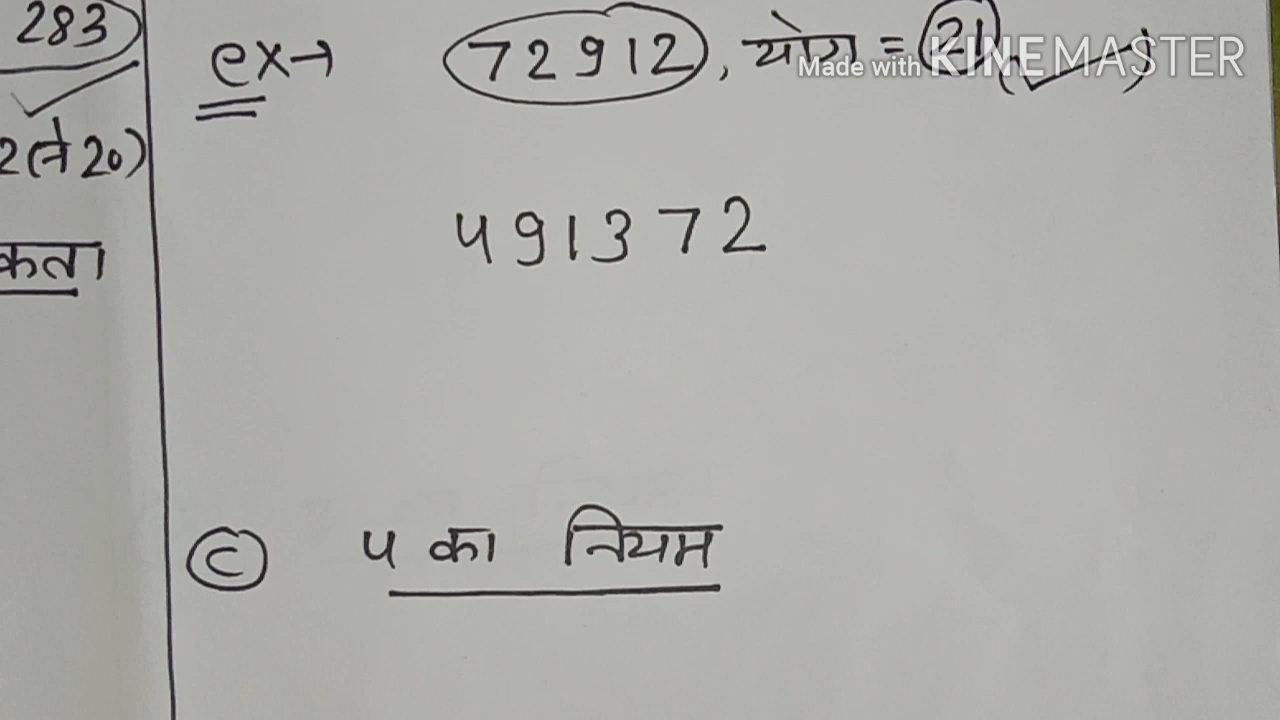 283
ex→ 72912, योग = 21
Made with KINEMASTER
2(से 20)
491372
कता
(C) 4 का नियम